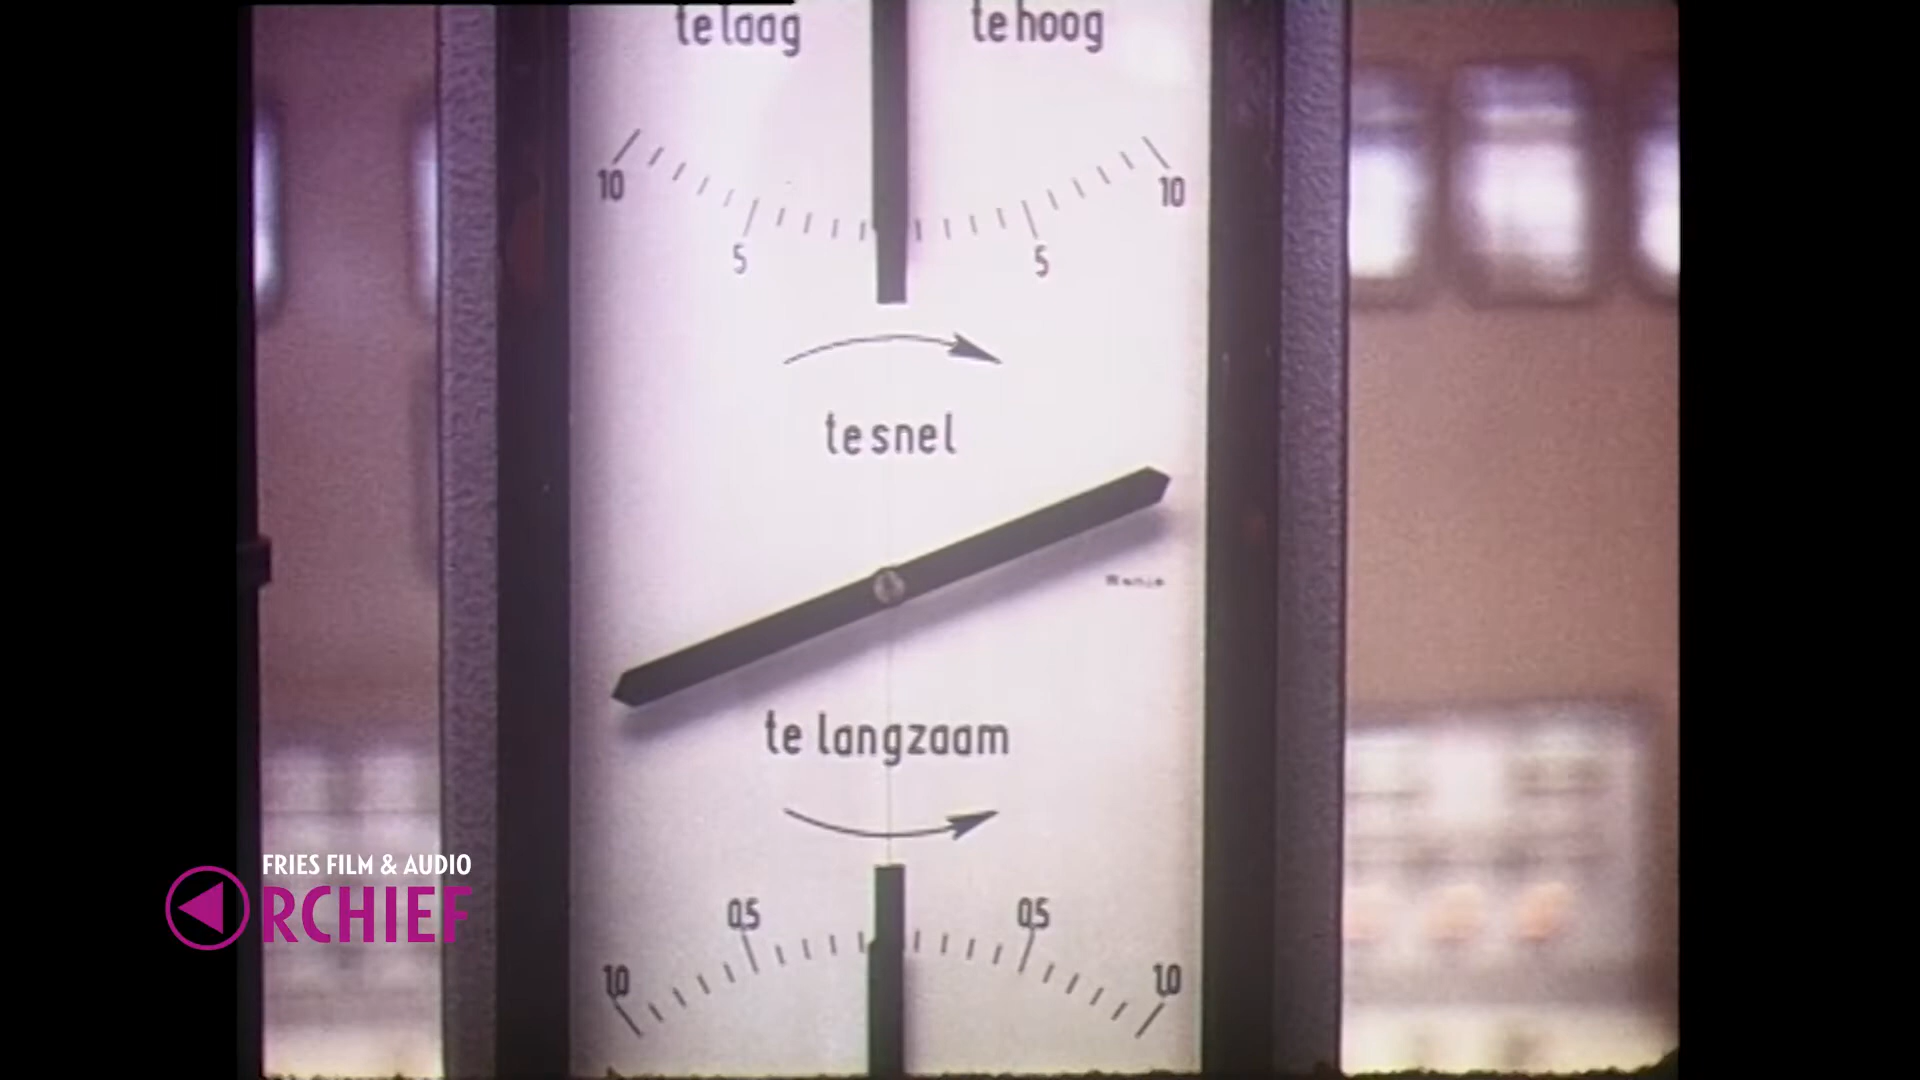 te laag te hoog
10 10
5 5
te snel
te langzaam
0.5 0.5
1.0 1.0
FRIES FILM & AUDIO
RCHIEF